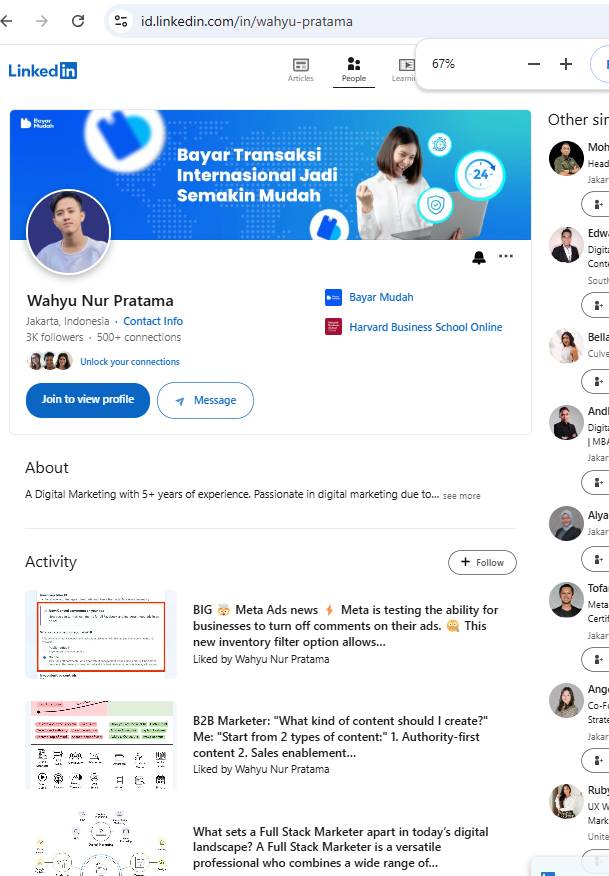 id.linkedin.com/in/wahyu-pratama
67%
LinkedIn
Articles
People
Learnin
Bayar
Mudah
Bayar Transaksi
Internasional Jadi
Semakin Mudah
24
Wahyu Nur Pratama
Jakarta, Indonesia · Contact Info
3K followers · 500+ connections
Unlock your connections
Bayar Mudah
Harvard Business School Online
Join to view profile
Message
About
A Digital Marketing with 5+ years of experience. Passionate in digital marketing due to... see more
Activity
+ Follow
BIG 🤯 Meta Ads news ⚡ Meta is testing the ability for
businesses to turn off comments on their ads. 🤐 This
new inventory filter option allows...
Liked by Wahyu Nur Pratama
B2B Marketer: "What kind of content should I create?"
Me: "Start from 2 types of content:" 1. Authority-first
content 2. Sales enablement...
Liked by Wahyu Nur Pratama
What sets a Full Stack Marketer apart in today's digital
landscape? A Full Stack Marketer is a versatile
professional who combines a wide range of...
Other sir
Moh
Head
Jakar
Edwa
Digita
Conte
South
Bella
Culve
Andl
Digita
| MBA
Jakar
Alya
Jakar
Tofa
Meta
Certif
Jakar
Ange
Co-Fo
Strate
Jakar
Ruby
UX W
Mark
Unite